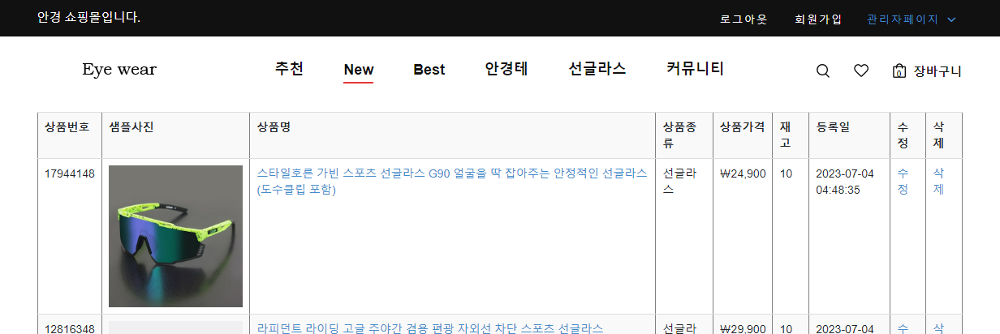 안경 쇼핑몰입니다.
로그아웃 회원가입 관리자페이지
Eye wear 추천 New Best 안경테 선글라스 커뮤니티 0 장바구니
상품번호 샘플사진 상품명 상품종류 상품가격 재고 등록일 수정 삭제
17944148 스타일호른 가빈 스포츠 선글라스 G90 얼굴을 딱 잡아주는 안정적인 선글라스 (도수클립 포함) 선글라스 ₩24,900 10 2023-07-04 04:48:35 수정 삭제
12816348 라피던트 라이딩 고글 주야간 겸용 편광 자외선 차단 스포츠 선글라스 선글라 ₩29,900 10 2023-07-04 수 삭